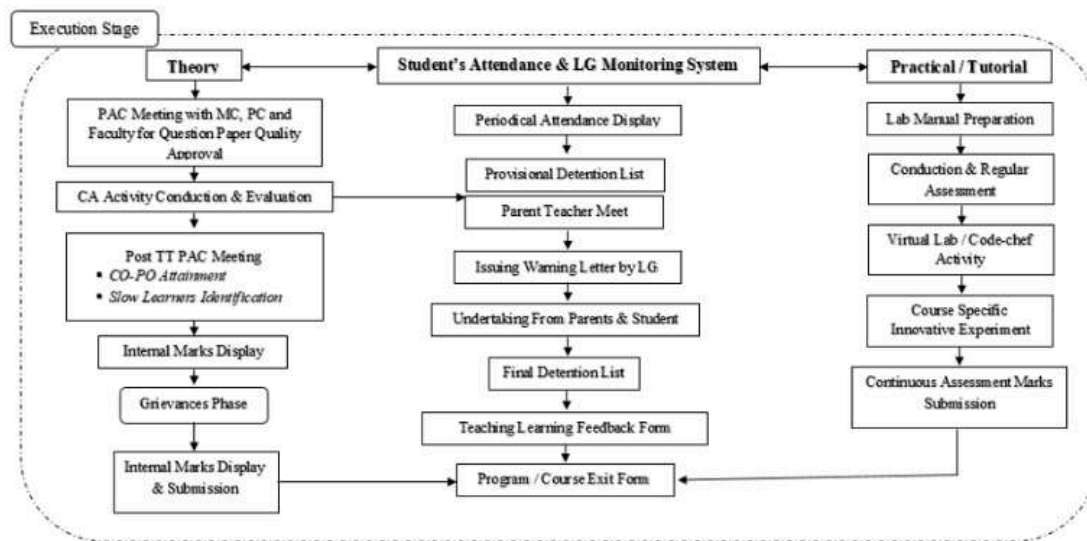 Execution Stage
Theory
Student's Attendance & LG Monitoring System
Practical / Tutorial
PAC Meeting with MC, PC and
Faculty for Question Paper Quality
Approval
CA Activity Conduction & Evaluation
Post TT PAC Meeting
▪ CO-PO Attainment
▪ Slow Learners Identification
Internal Marks Display
Grievances Phase
Internal Marks Display
& Submission
Periodical Attendance Display
Provisional Detention List
Parent Teacher Meet
Issuing Warning Letter by LG
Undertaking From Parents & Student
Final Detention List
Teaching Learning Feedback Form
Program / Course Exit Form
Lab Manual Preparation
Conduction & Regular
Assessment
Virtual Lab / Code-chef
Activity
Course Specific
Innovative Experiment
Continuous Assessment Marks
Submission